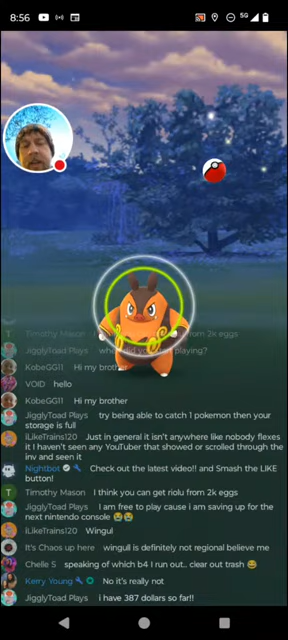 8:56
5G
T Timothy Mason from 2k eggs
JigglyToad Plays when did you playing?
KobeGG11 Hi my brother
VOID hello
KobeGG11 Hi my brother
JigglyToad Plays try being able to catch 1 pokemon then your
storage is full
iLikeTrains120 Just in general it isn't anywhere like nobody flexes
it I haven't seen any YouTuber that showed or scrolled through the
inv and seen it
Nightbot Check out the latest video!! and Smash the LIKE
button!
T Timothy Mason I think you can get riolu from 2k eggs
JigglyToad Plays I am free to play cause i am saving up for the
next nintendo console 😭😭
iLikeTrains120 Wingul
It's Chaos up here wingull is definitely not regional believe me
Chelle S speaking of which b4 I run out.. clear out trash 😂
Kerry Young No it's really not
JigglyToad Plays i have 387 dollars so far!!